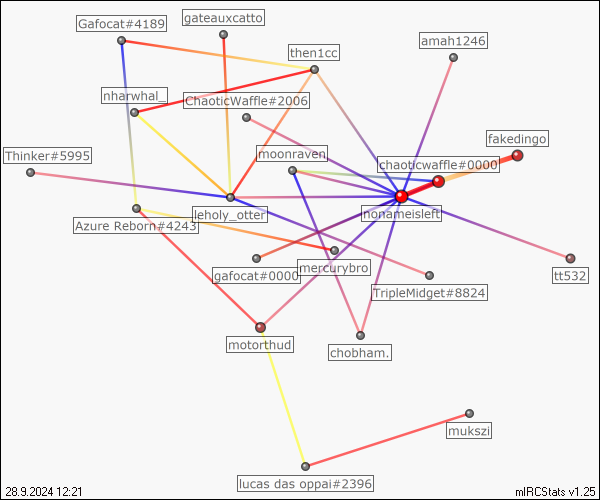 Gafocat#4189
gateauxcatto
amah1246
then1cc
nharwhal_
ChaoticWaffle#2006
fakedingo
Thinker#5995
moonraven
chaoticwaffle#0000
leholy_otter
nonameisleft
Azure Reborn#4243
gafocat#0000
mercurybro
tt532
TripleMidget#8824
motorthud
chobham.
mukszi
lucas das oppai#2396
28.9.2024 12:21
mIRCStats v1.25